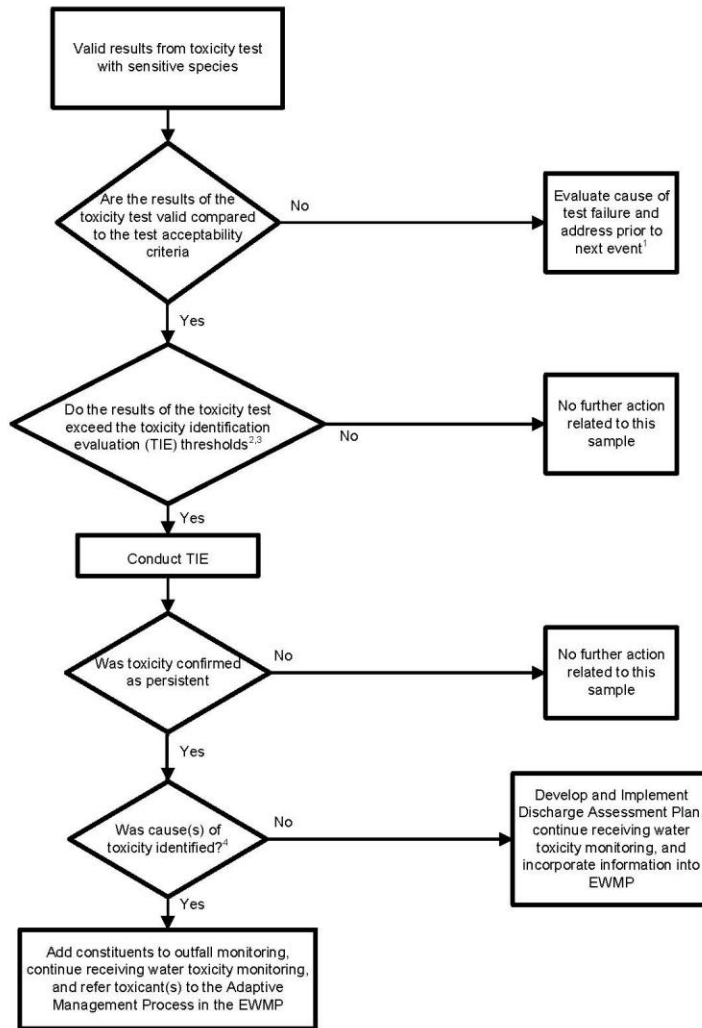 Valid results from toxicity test
with sensitive species
Are the results of the
toxicity test valid compared
to the test acceptability
criteria
No
Evaluate cause of
test failure and
address prior to
next event¹
Yes
Do the results of the toxicity test
exceed the toxicity identification
evaluation (TIE) thresholds²,³
No
No further action
related to this
sample
Yes
Conduct TIE
Was toxicity confirmed
as persistent
No
No further action
related to this
sample
Yes
Was cause(s) of
toxicity identified?⁴
No
Develop and Implement
Discharge Assessment Plan
continue receiving water
toxicity monitoring, and
incorporate information into
EWMP
Yes
Add constituents to outfall monitoring,
continue receiving water toxicity monitoring,
and refer toxicant(s) to the Adaptive
Management Process in the EWMP